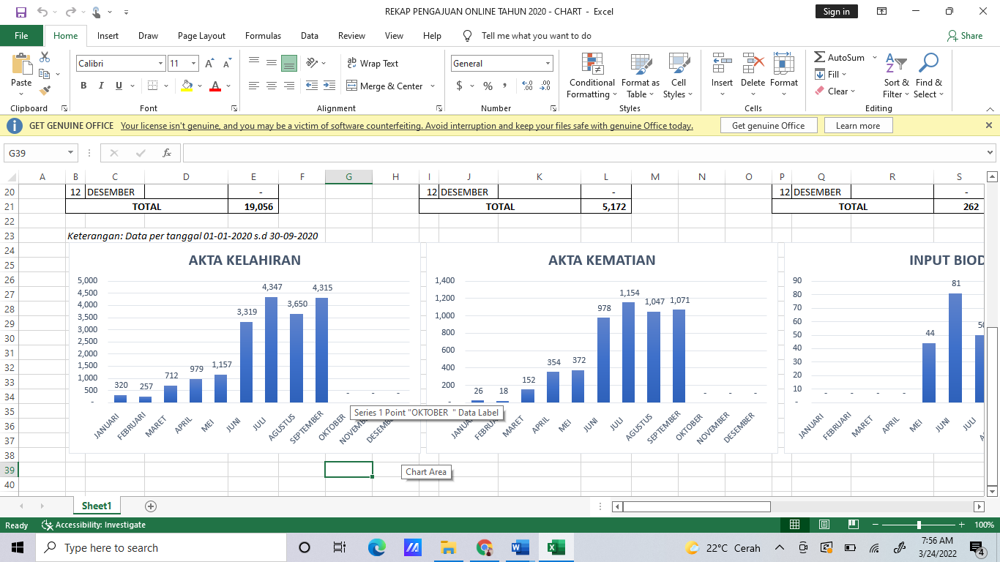 REKAP PENGAJUAN ONLINE TAHUN 2020 - CHART - Excel
Sign in
File Home Insert Draw Page Layout Formulas Data Review View Help Tell me what you want to do Share
Calibri 11 Wrap Text General AutoSum
Fill
Paste B I U Merge & Center $ % , Conditional Formatting Format as Table Cell Styles Insert Delete Format Clear Sort & Filter Find & Select
Clipboard Font Alignment Number Styles Cells Editing
GET GENUINE OFFICE Your license isn't genuine, and you may be a victim of software counterfeiting. Avoid interruption and keep your files safe with genuine Office today. Get genuine Office Learn more
G39 fx
A B C D E F G H I J K L M N O P Q R S
20 12 DESEMBER - 12 DESEMBER - 12 DESEMBER -
21 TOTAL 19,056 TOTAL 5,172 TOTAL 262
22
23 Keterangan: Data per tanggal 01-01-2020 s.d 30-09-2020
24
25
26
27
28
29
30
31
32
33
34
35
36
37
38
39
40
AKTA KELAHIRAN
5,000
4,500
4,000
3,500
3,000
2,500
2,000
1,500
1,000
500
-
320 257 712 979 1,157 3,319 4,347 3,650 4,315 - - -
JANUARI FEBRUARI MARET APRIL MEI JUNI JULI AGUSTUS SEPTEMBER OKTOBER
Series 1 Point "OKTOBER " Data Label
AKTA KEMATIAN
1,400
1,200
1,000
800
600
400
200
-
26 18 152 354 372 978 1,154 1,047 1,071 - - -
MARET APRIL MEI JUNI JULI AGUSTUS SEPTEMBER OKTOBER NOVEMBER DESEMBER
INPUT BIOD
90
80
70
60
50
40
30
20
10
-
- - - - 44 81
JANUARI FEBRUARI MARET APRIL MEI JUNI JULI
Chart Area
Sheet1
Ready Accessibility: Investigate 100%
Type here to search 22°C Cerah 7:56 AM
3/24/2022
4